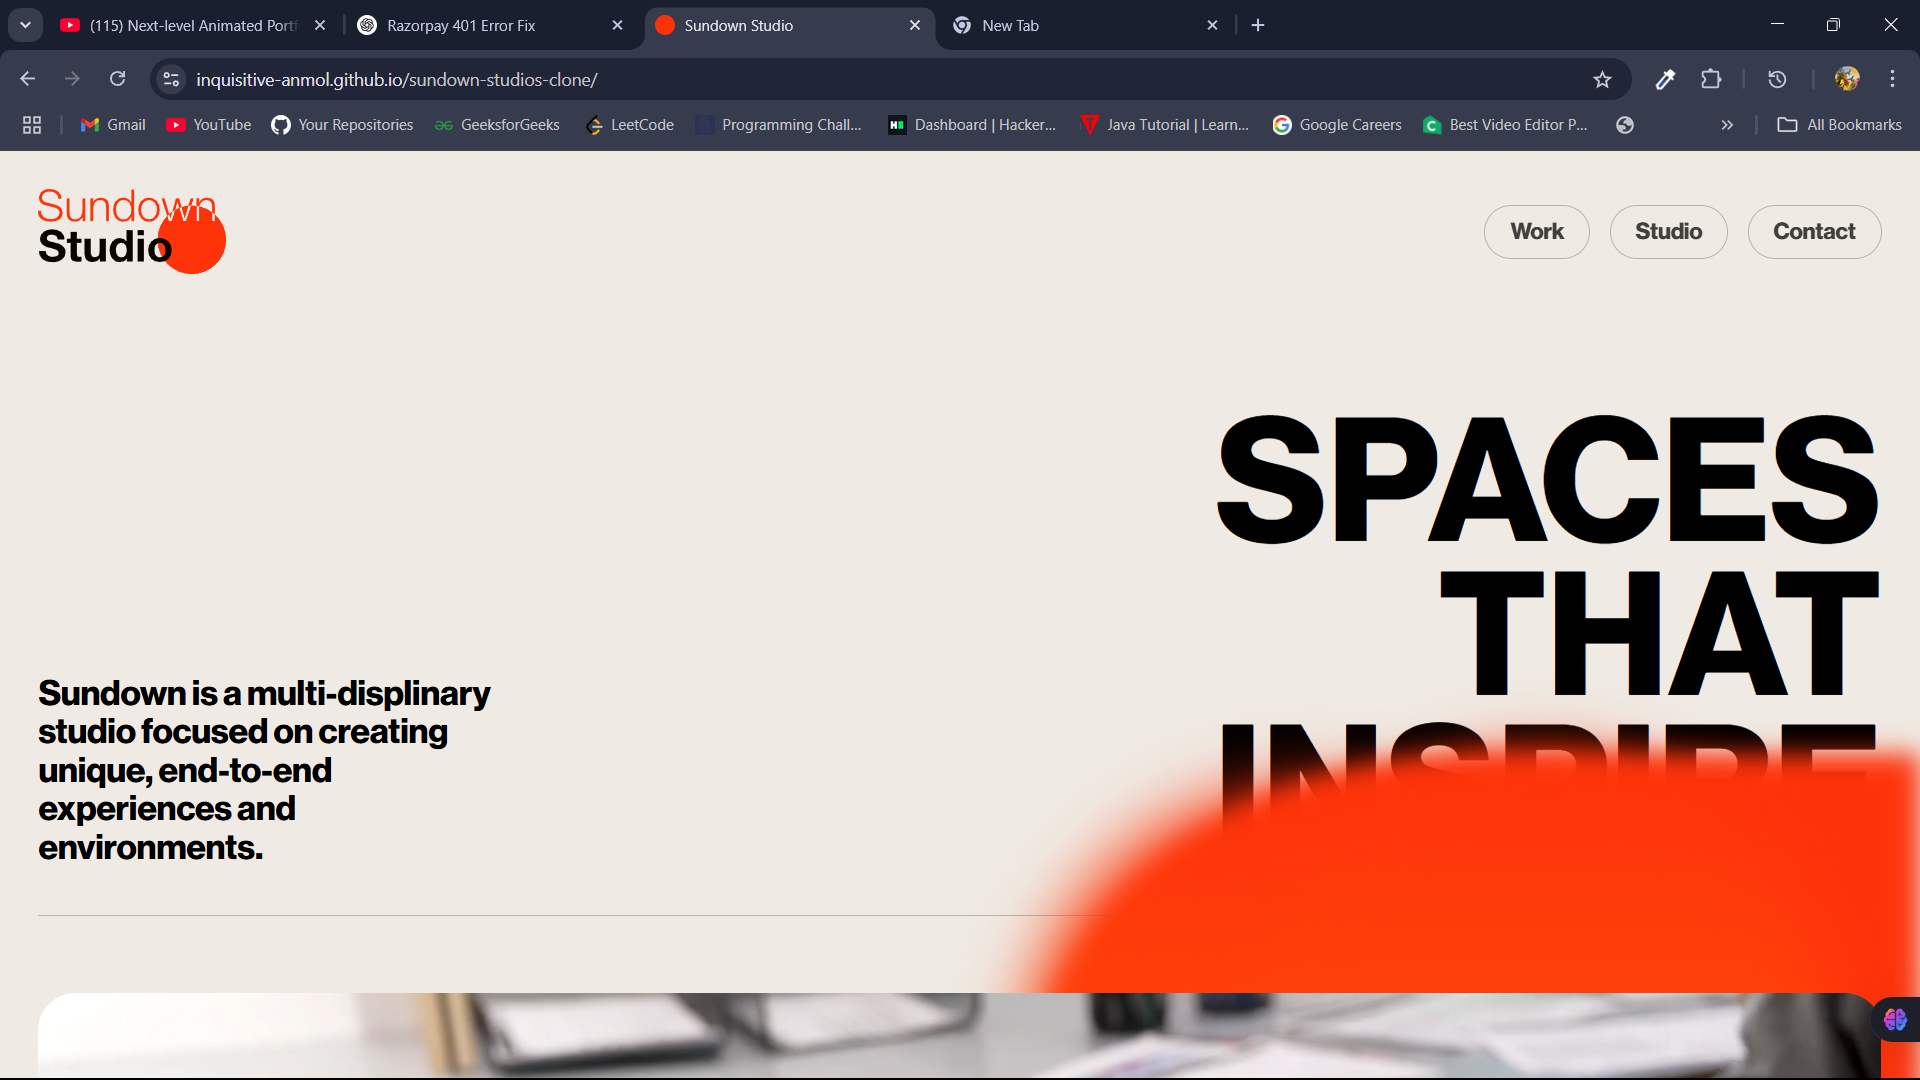 (115) Next-level Animated Portf
Razorpay 401 Error Fix
Sundown Studio
New Tab
inquisitive-anmol.github.io/sundown-studios-clone/
Gmail
YouTube
Your Repositories
GeeksforGeeks
LeetCode
Programming Chall...
Dashboard | Hacker...
Java Tutorial | Learn...
Google Careers
Best Video Editor P...
All Bookmarks
Sundown
Studio
Work
Studio
Contact
SPACES
THAT
INSPIRE
Sundown is a multi-displinary
studio focused on creating
unique, end-to-end
experiences and
environments.